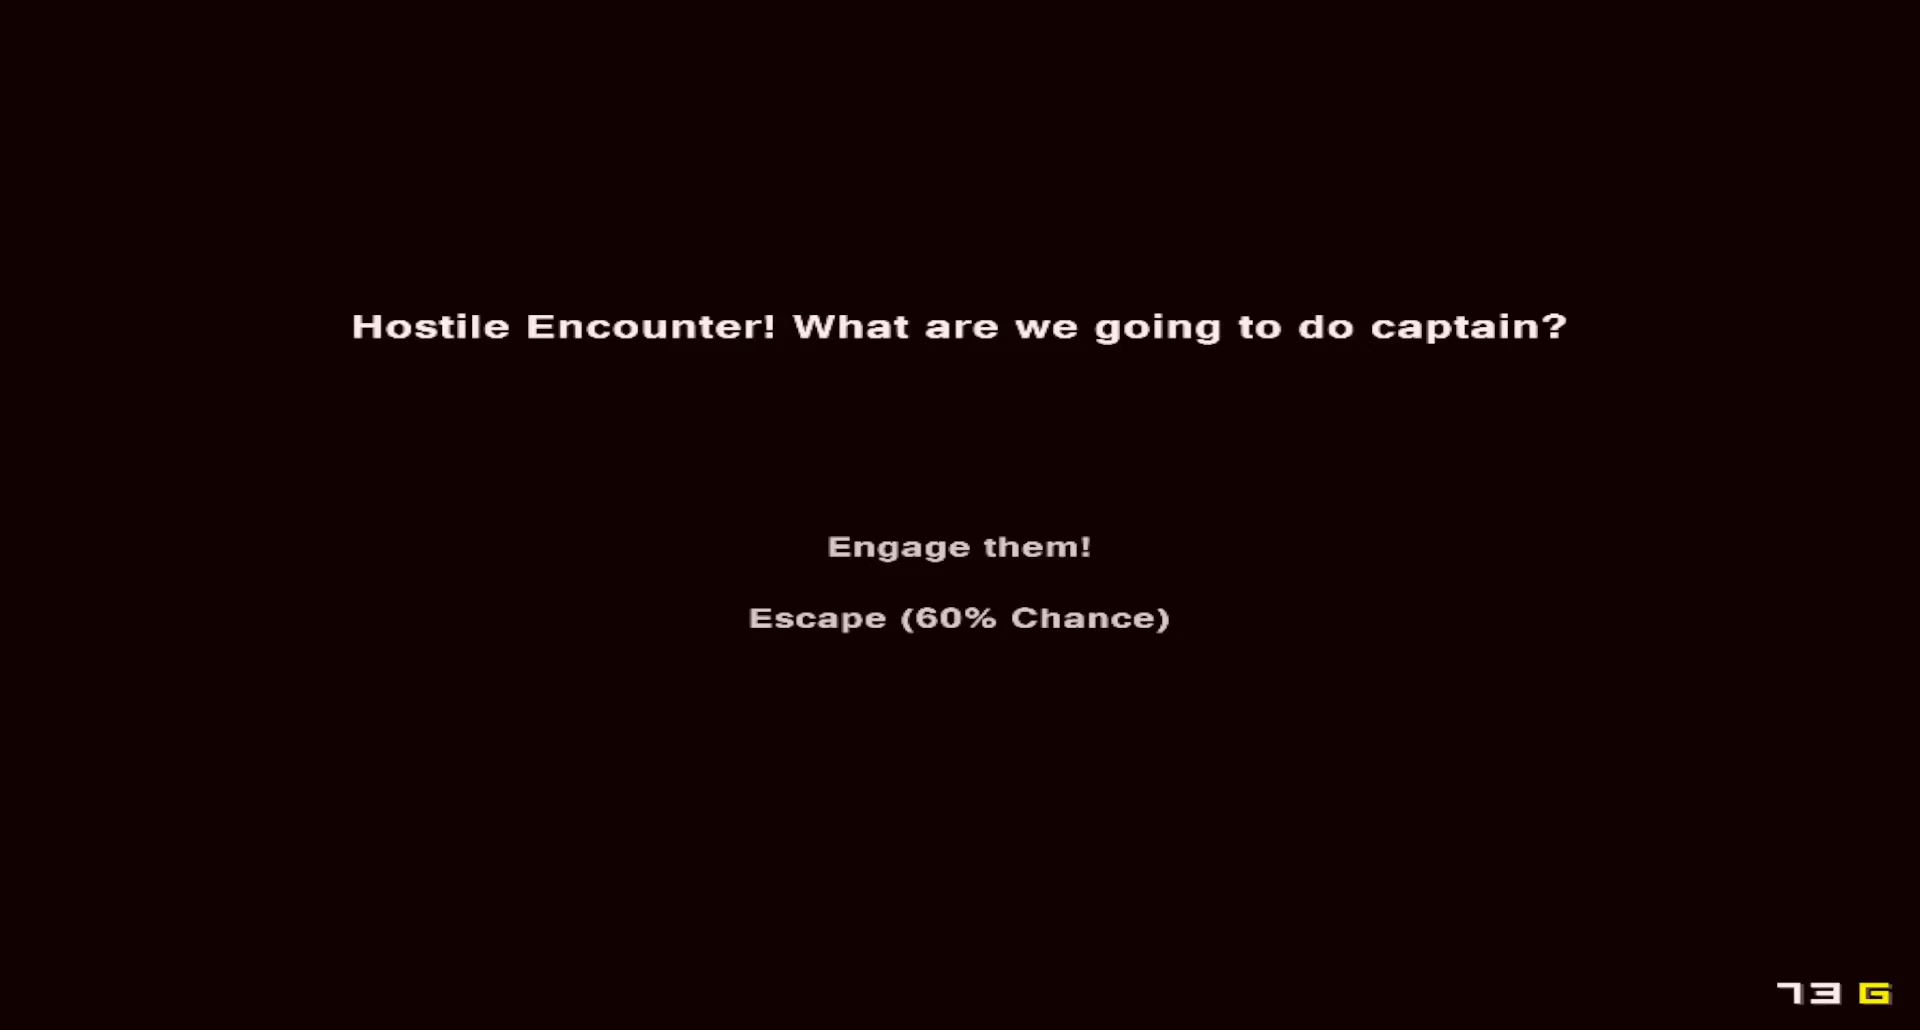 Hostile Encounter! What are we going to do captain?
Engage them!
Escape (60% Chance)
73 G